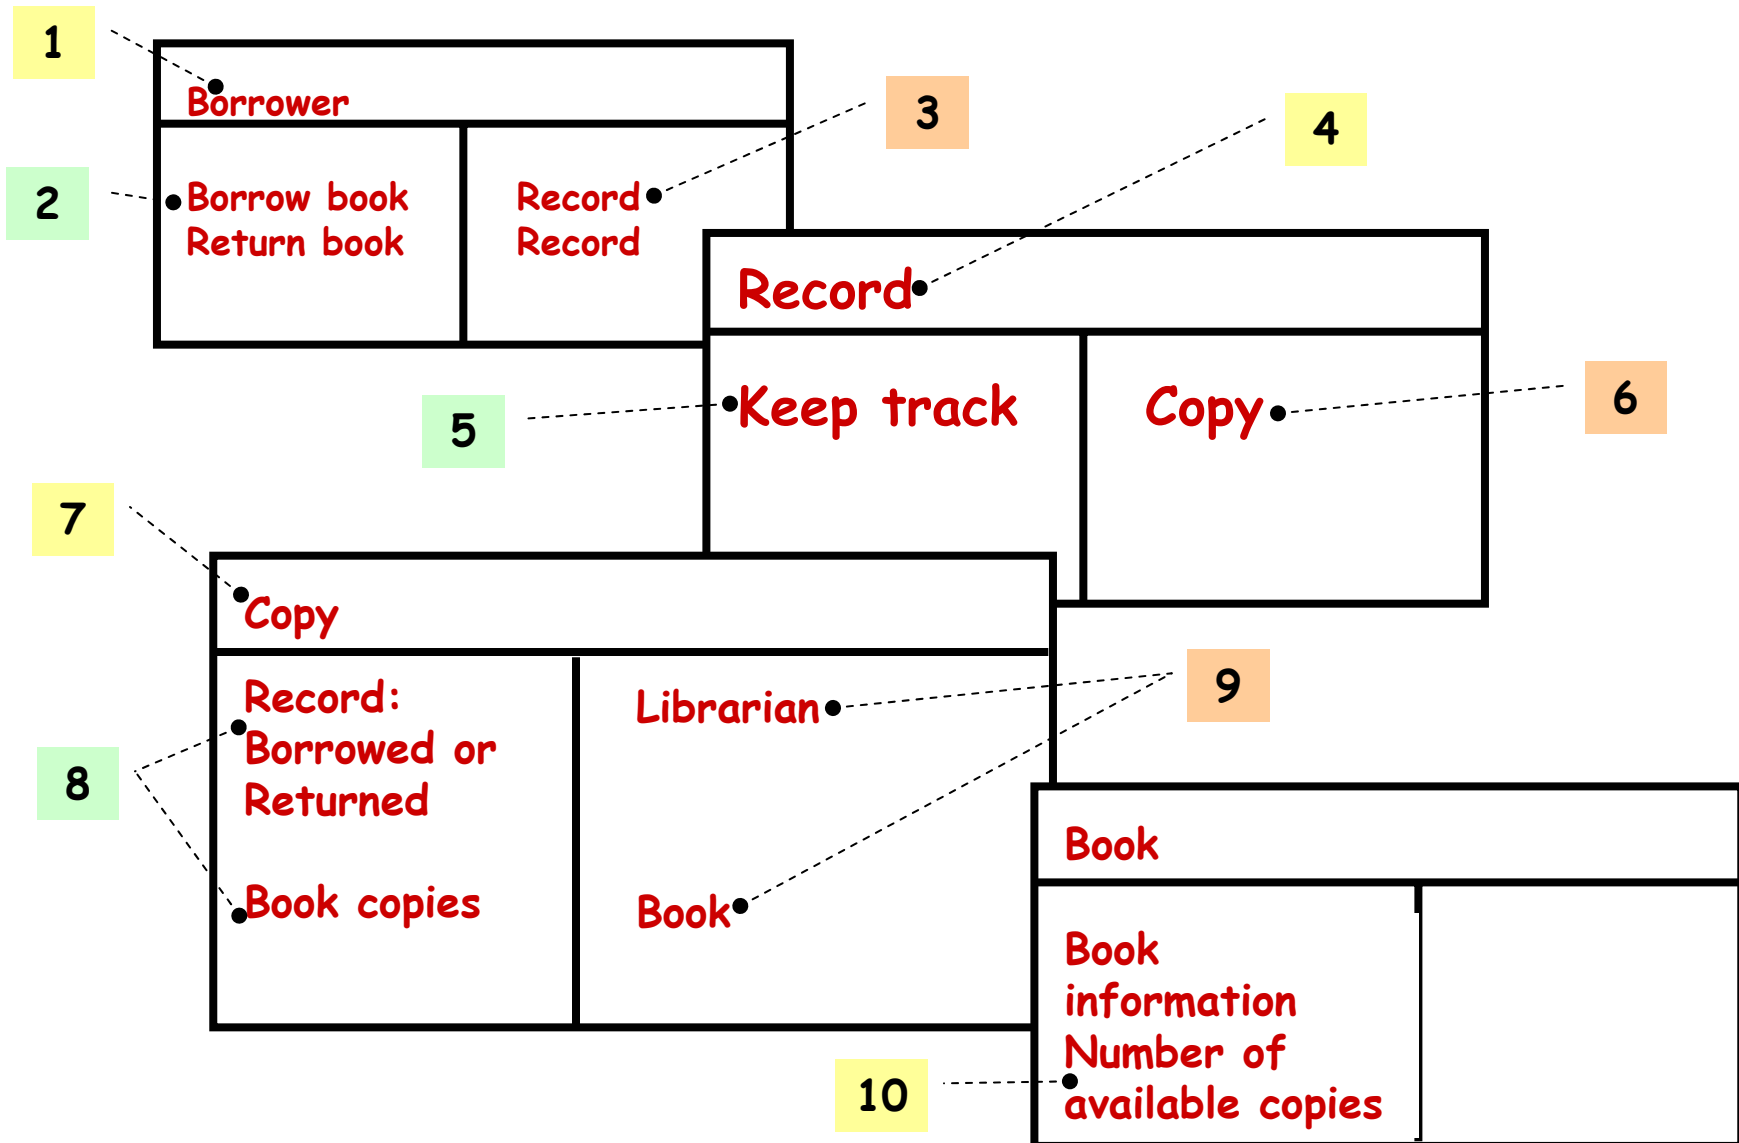 1
Borrower
3
4
2
Borrow book
Return book
Record
Record
Record
Keep track
Copy
5
6
7
Copy
Record:
Borrowed or
Returned
Book copies
Librarian
Book
8
9
Book
Book
information
Number of
available copies
10